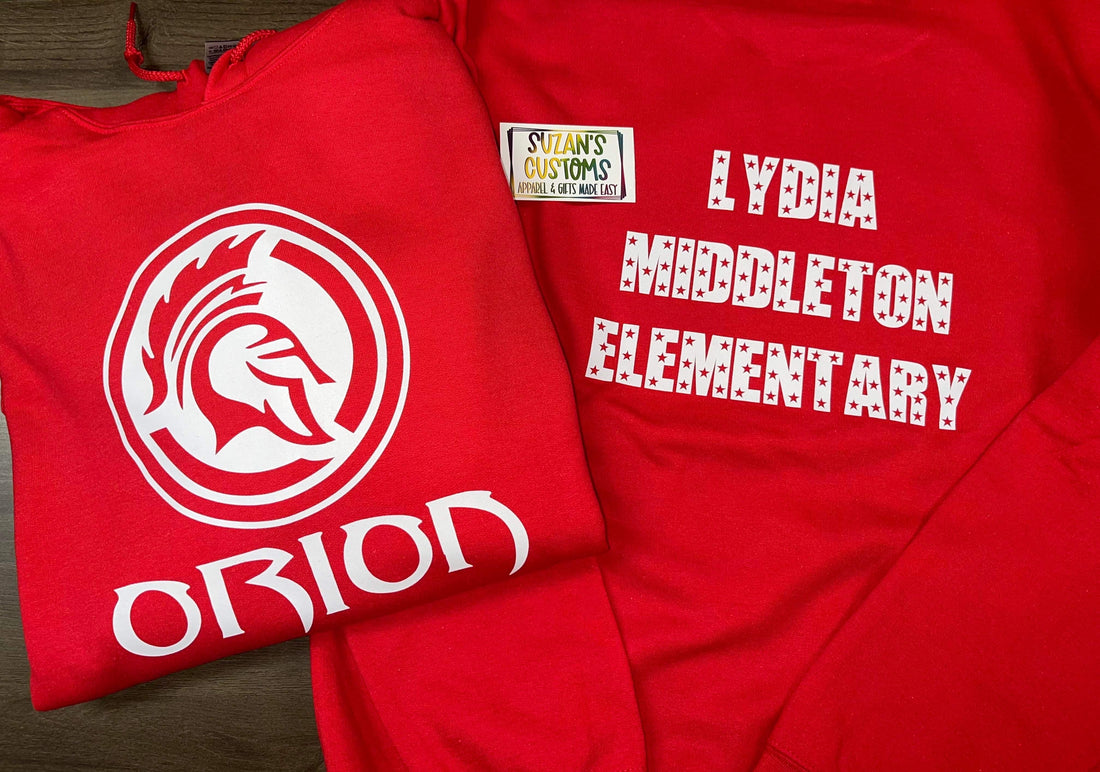 ORION
SUZAN'S
CUSTOMS
APPAREL & GIFTS MADE EASY
LYDIA
MIDDLETON
ELEMENTARY